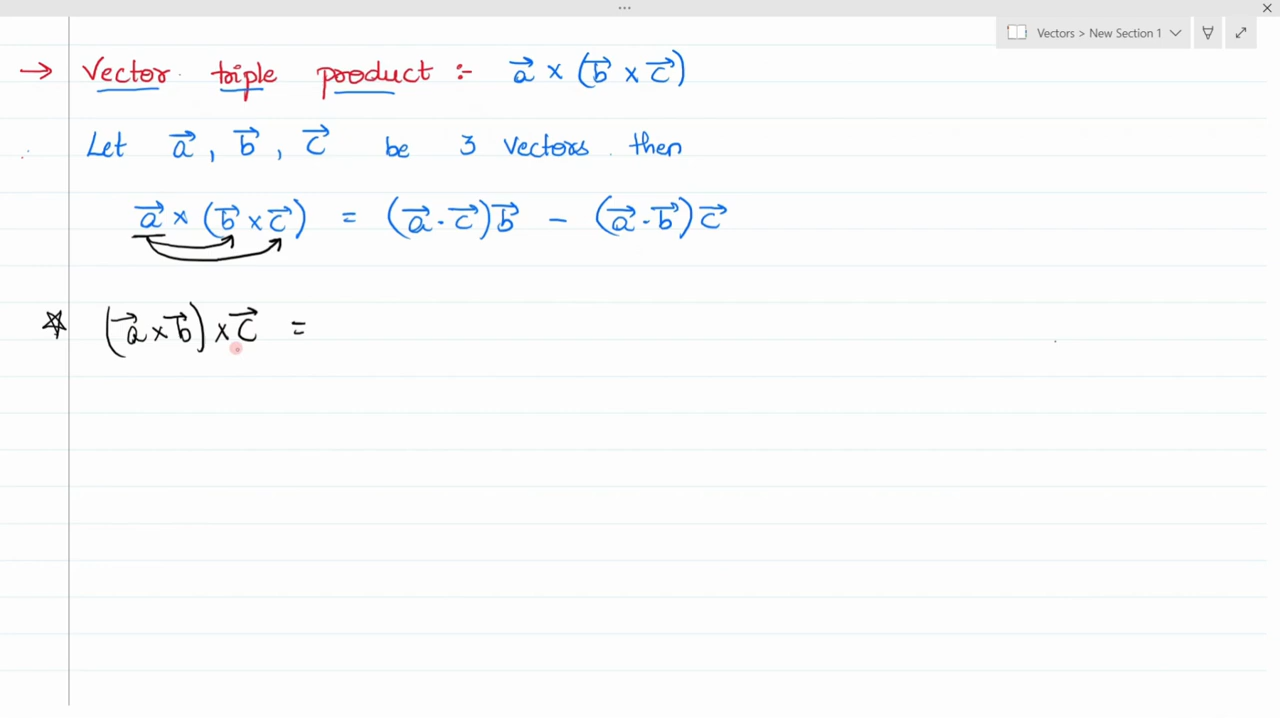 ...
Vectors > New Section 1
→ Vector triple product :- a⃗ × (b⃗ × c⃗)
Let a⃗, b⃗, c⃗ be 3 vectors then
a⃗ × (b⃗ × c⃗) = (a⃗ · c⃗) b⃗ − (a⃗ · b⃗) c⃗
☆ (a⃗ × b⃗) × c⃗ =